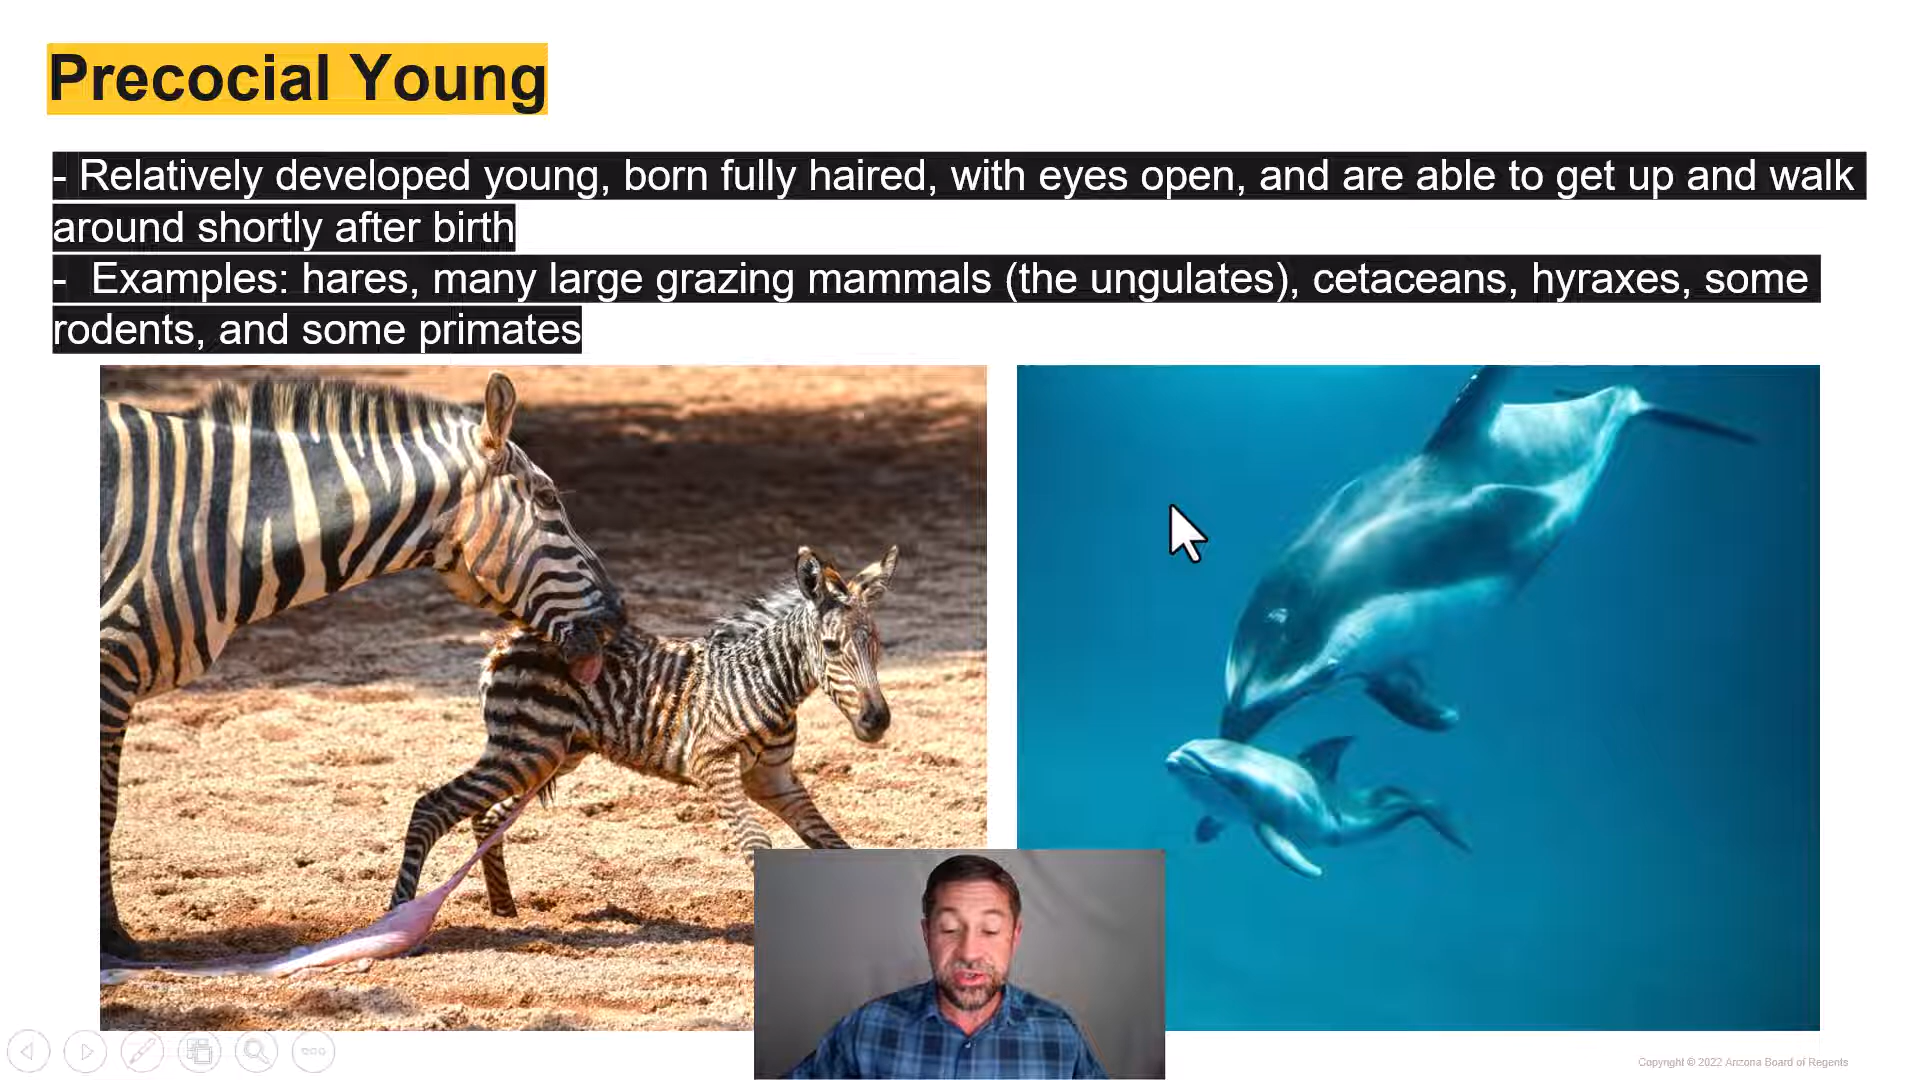 Precocial Young
- Relatively developed young, born fully haired, with eyes open, and are able to get up and walk
around shortly after birth
- Examples: hares, many large grazing mammals (the ungulates), cetaceans, hyraxes, some
rodents, and some primates
Copyright © 2022 Arizona Board of Regents